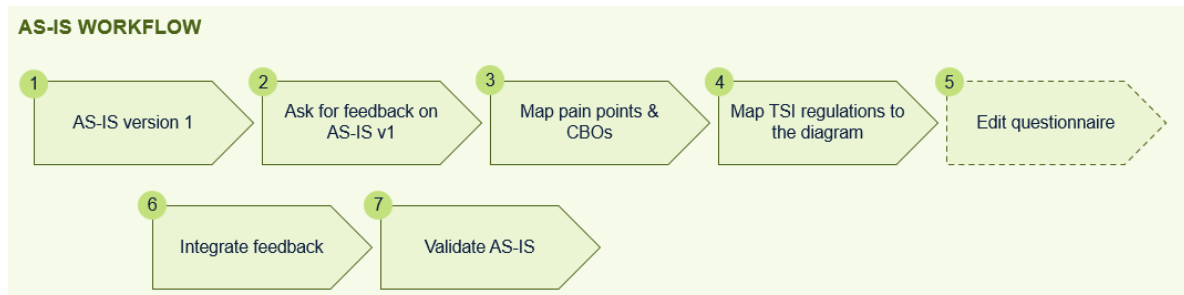 AS-IS WORKFLOW
1
AS-IS version 1
2
Ask for feedback on
AS-IS v1
3
Map pain points &
CBOs
4
Map TSI regulations to
the diagram
5
Edit questionnaire
6
Integrate feedback
7
Validate AS-IS